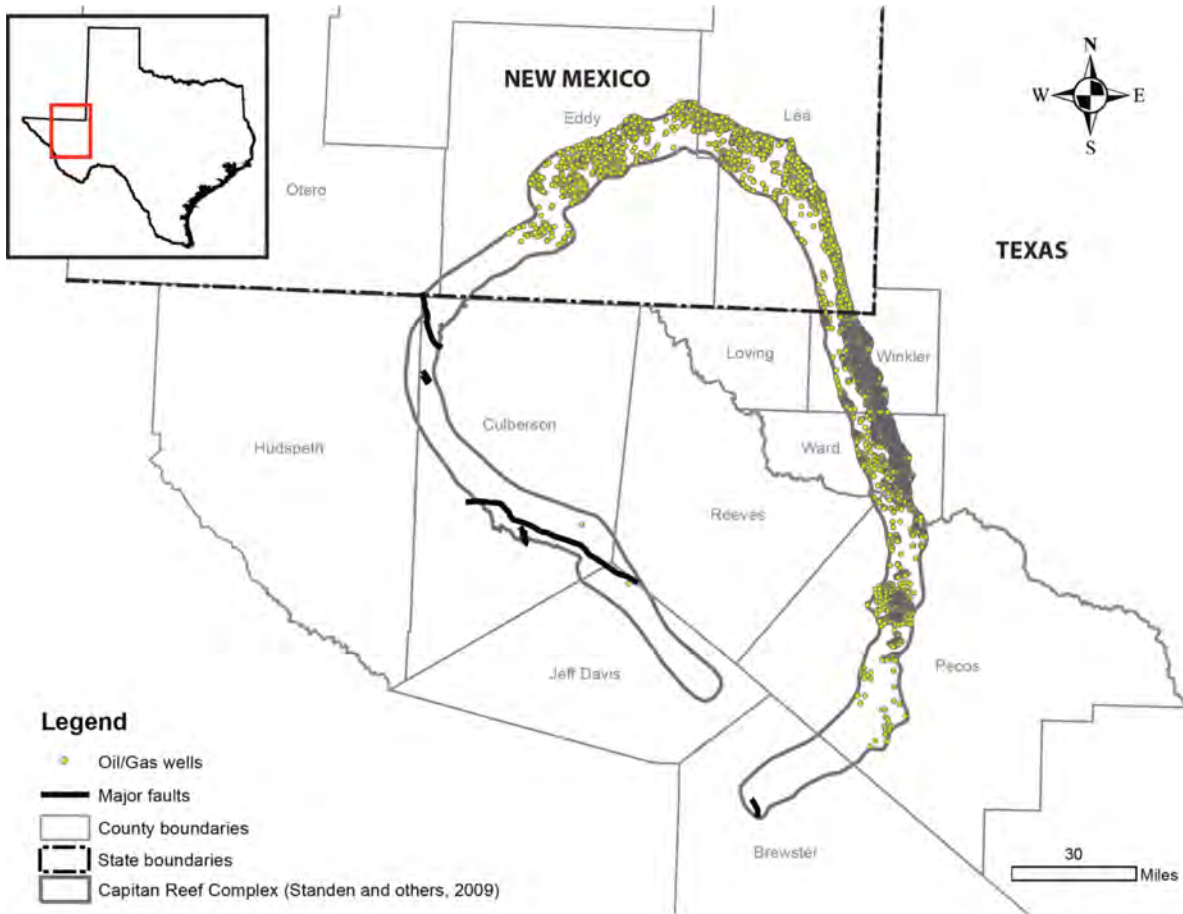 NEW MEXICO
Eddy
Lea
Otero
N
W
E
S
TEXAS
Loving
Winkler
Culberson
Hudspeth
Ward
Reeves
Jeff Davis
Pecos
Brewster
Legend
Oil/Gas wells
Major faults
County boundaries
State boundaries
Capitan Reef Complex (Standen and others, 2009)
30
Miles